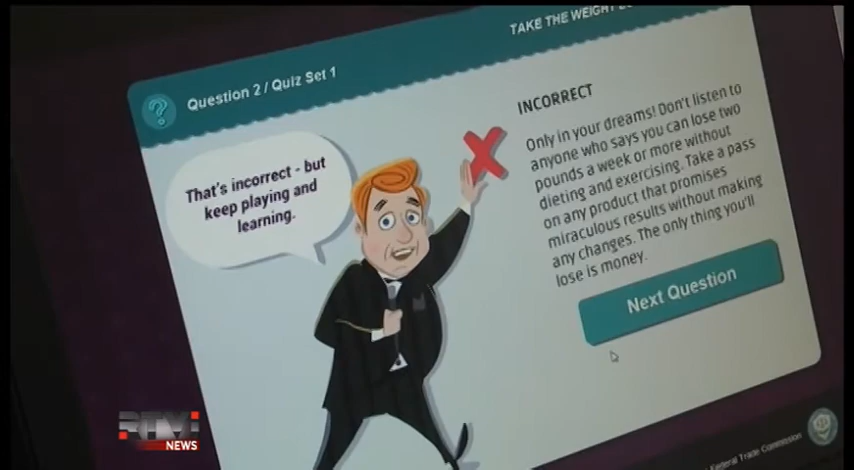 TAKE THE WEIGHT
Question 2 / Quiz Set 1
INCORRECT
Only in your dreams! Don't listen to
anyone who says you can lose two
pounds a week or more without
dieting and exercising. Take a pass
on any product that promises
miraculous results without making
any changes. The only thing you'll
lose is money.
That's incorrect - but
keep playing and
learning.
Next Question
RTVi
NEWS
Federal Trade Commission